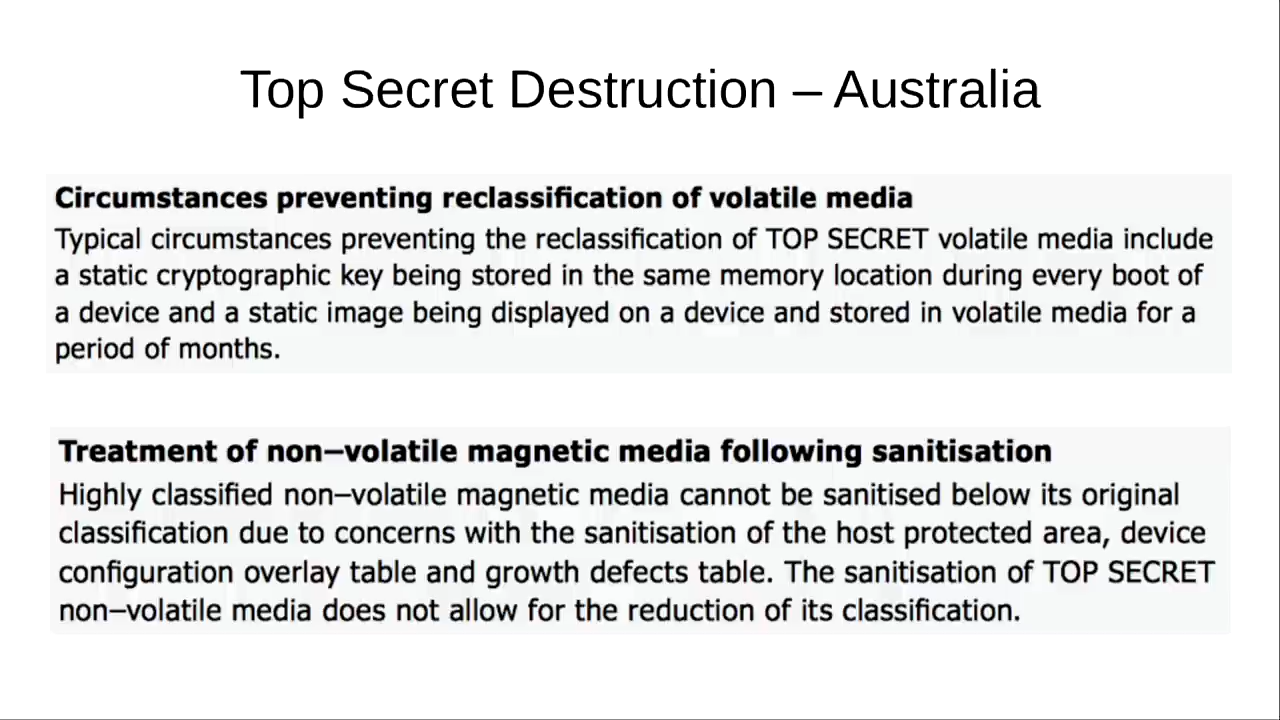 Top Secret Destruction – Australia
Circumstances preventing reclassification of volatile media
Typical circumstances preventing the reclassification of TOP SECRET volatile media include
a static cryptographic key being stored in the same memory location during every boot of
a device and a static image being displayed on a device and stored in volatile media for a
period of months.
Treatment of non–volatile magnetic media following sanitisation
Highly classified non–volatile magnetic media cannot be sanitised below its original
classification due to concerns with the sanitisation of the host protected area, device
configuration overlay table and growth defects table. The sanitisation of TOP SECRET
non–volatile media does not allow for the reduction of its classification.